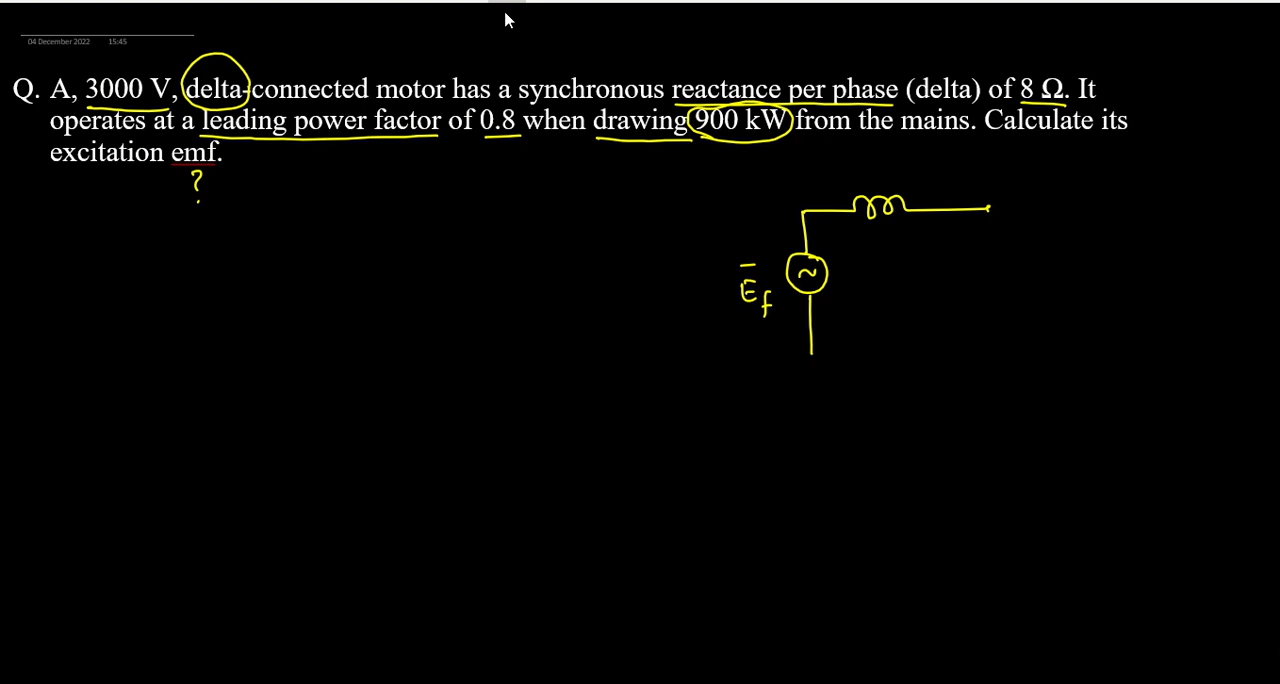 04 December 2022 15:45
Q. A, 3000 V, delta-connected motor has a synchronous reactance per phase (delta) of 8 Ω. It
operates at a leading power factor of 0.8 when drawing 900 kW from the mains. Calculate its
excitation emf.
?
~
E̅f